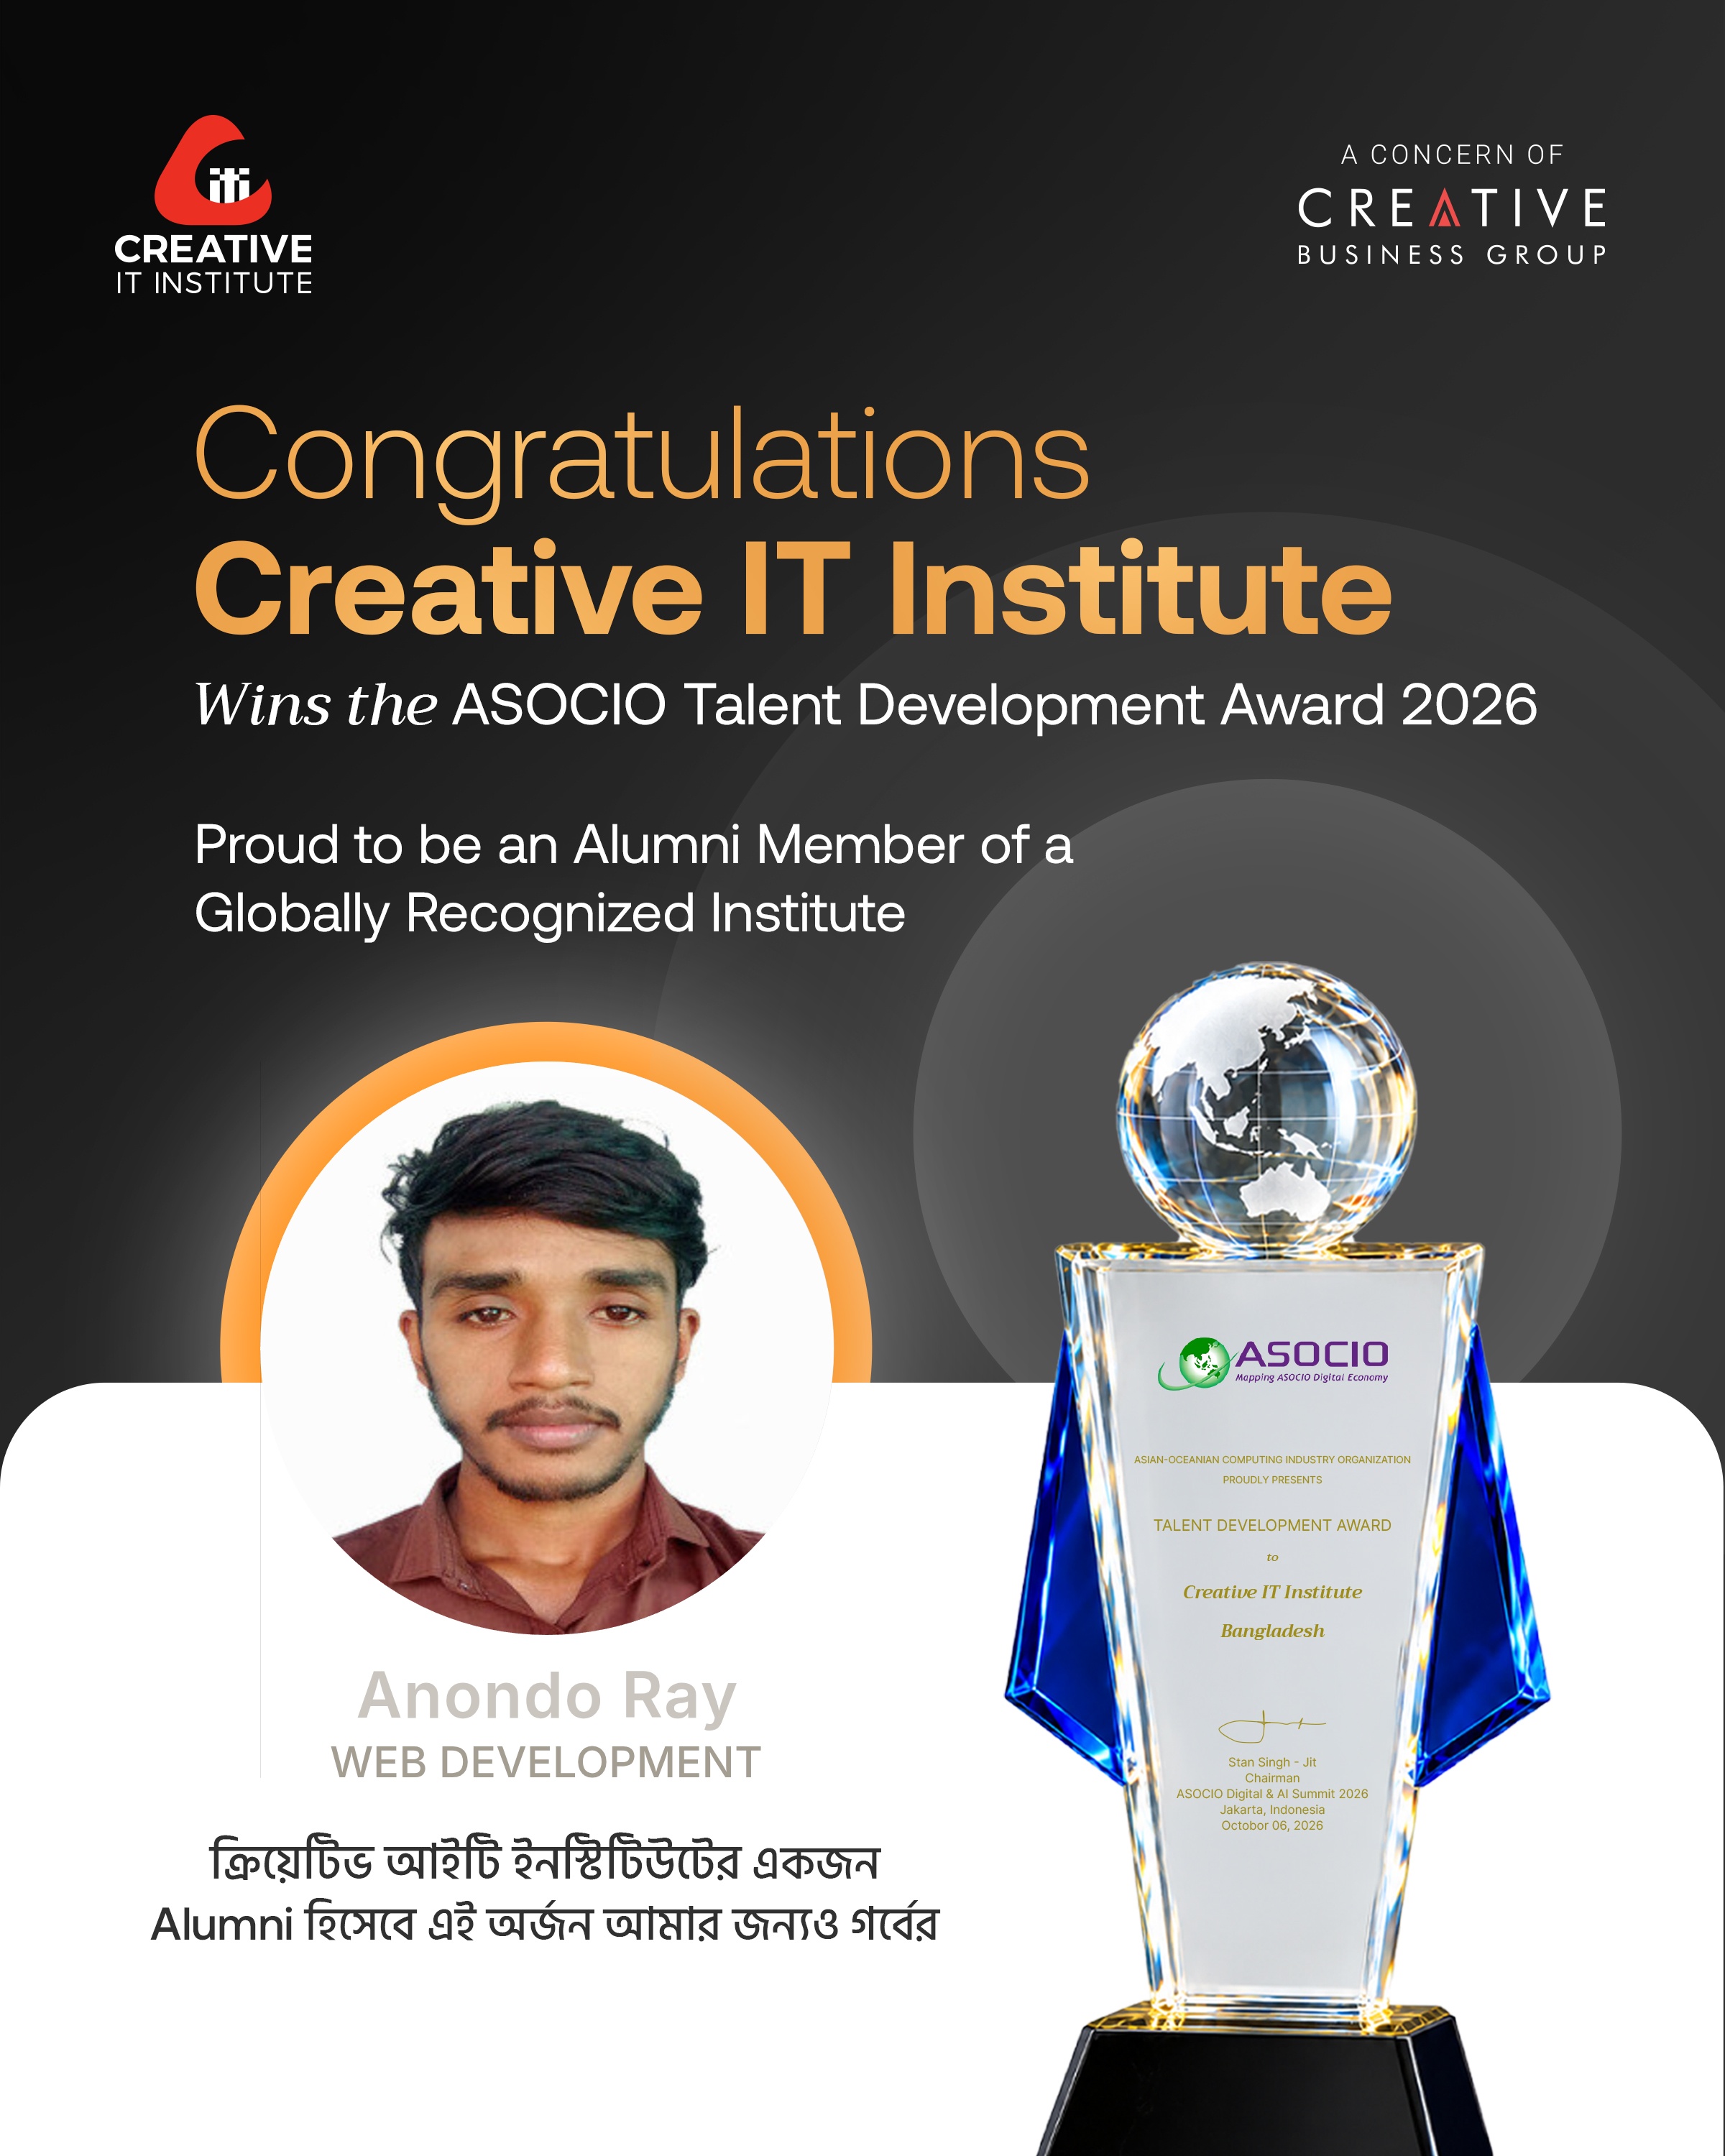 iti
CREATIVE
IT INSTITUTE
A CONCERN OF
CREATIVE
BUSINESS GROUP
Congratulations
Creative IT Institute
Wins the ASOCIO Talent Development Award 2026
Proud to be an Alumni Member of a
Globally Recognized Institute
Anondo Ray
WEB DEVELOPMENT
ক্রিয়েটিভ আইটি ইনস্টিটিউটের একজন
Alumni হিসেবে এই অর্জন আমার জন্যও গর্বের
ASOCIO
Mapping ASOCIO Digital Economy
ASIAN-OCEANIAN COMPUTING INDUSTRY ORGANIZATION
PROUDLY PRESENTS
TALENT DEVELOPMENT AWARD
to
Creative IT Institute
Bangladesh
Stan Singh - Jit
Chairman
ASOCIO Digital & AI Summit 2026
Jakarta, Indonesia
Octobor 06, 2026